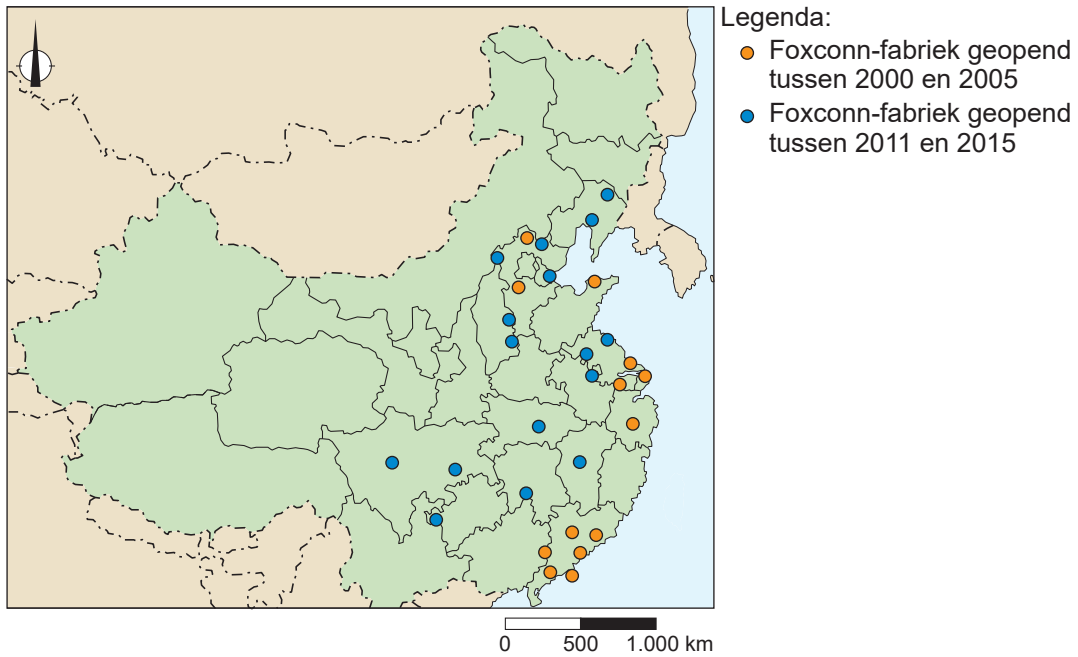 Legenda:
Foxconn-fabriek geopend
tussen 2000 en 2005
Foxconn-fabriek geopend
tussen 2011 en 2015
0 500 1.000 km